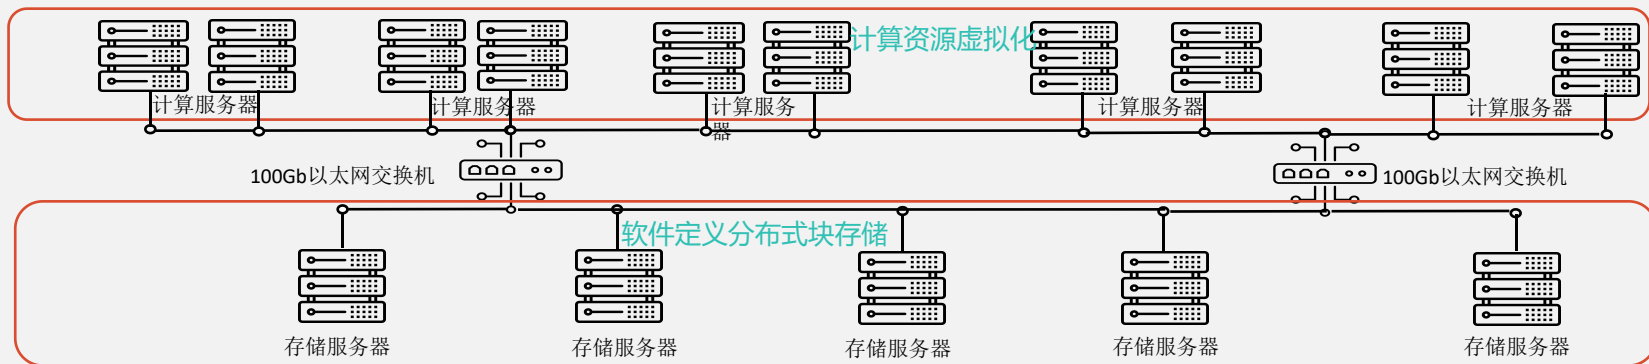 计算资源虚拟化
计算服务器
计算服务器
计算服务
器
计算服务器
计算服务器
100Gb以太网交换机
100Gb以太网交换机
软件定义分布式块存储
存储服务器
存储服务器
存储服务器
存储服务器
存储服务器